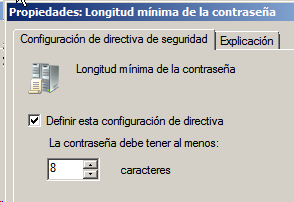 Propiedades: Longitud mínima de la contraseña
Configuración de directiva de seguridad Explicación
Longitud mínima de la contraseña
Definir esta configuración de directiva
La contraseña debe tener al menos:
8 caracteres